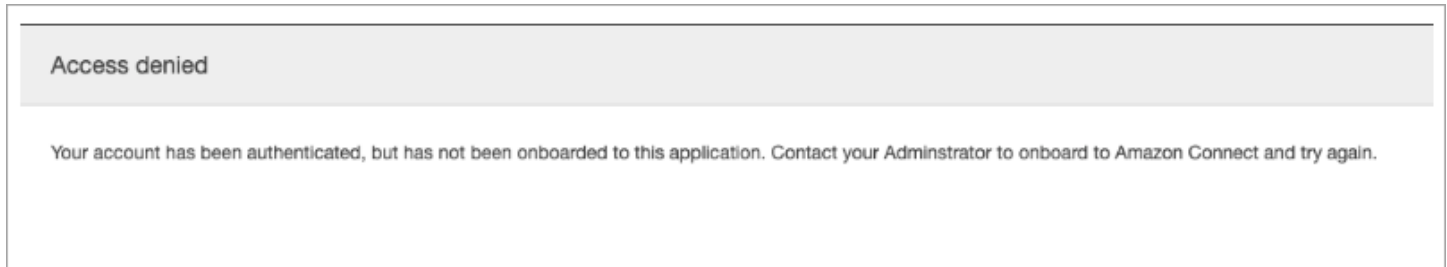 Access denied
Your account has been authenticated, but has not been onboarded to this application. Contact your Adminstrator to onboard to Amazon Connect and try again.